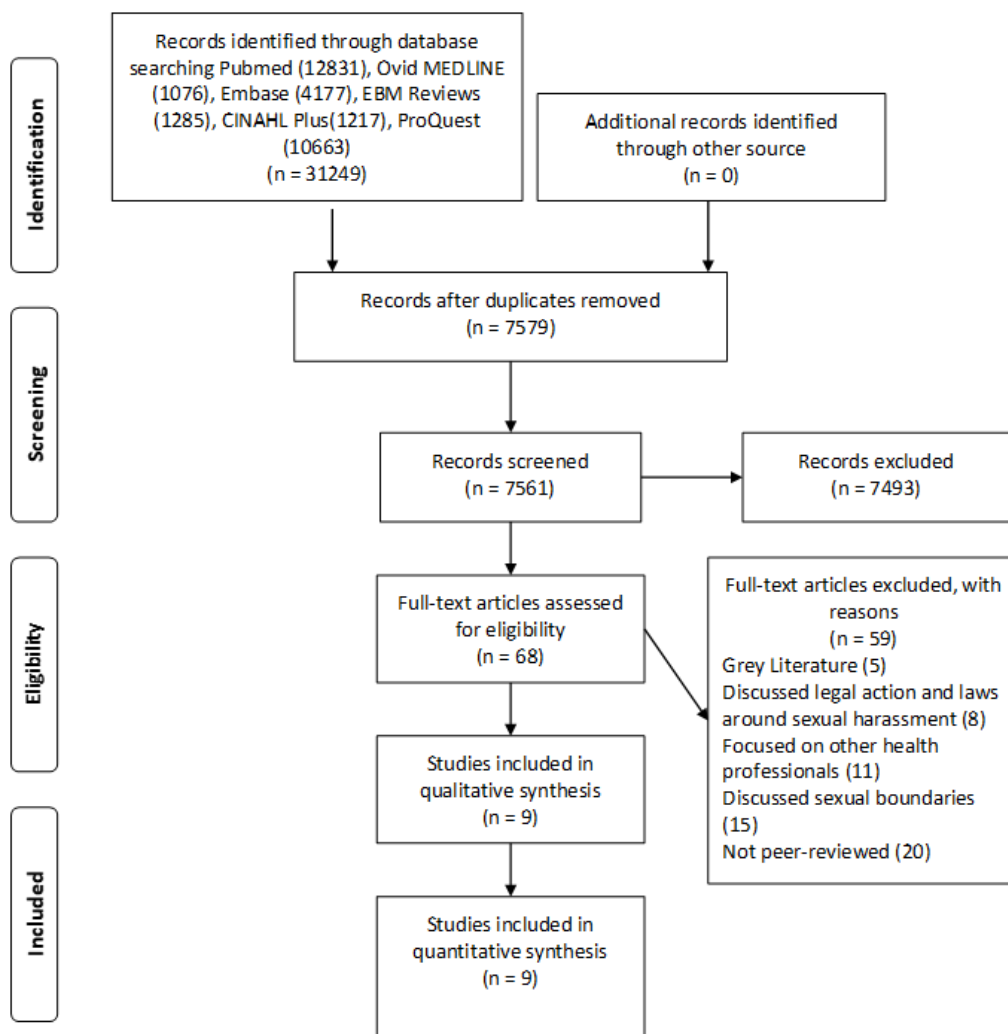 Identification
Records identified through database
searching Pubmed (12831), Ovid MEDLINE
(1076), Embase (4177), EBM Reviews
(1285), CINAHL Plus(1217), ProQuest
(10663)
(n = 31249)
Additional records identified
through other source
(n = 0)
Records after duplicates removed
(n = 7579)
Screening
Records screened
(n = 7561)
Records excluded
(n = 7493)
Eligibility
Full-text articles assessed
for eligibility
(n = 68)
Full-text articles excluded, with
reasons
(n = 59)
Grey Literature (5)
Discussed legal action and laws
around sexual harassment (8)
Focused on other health
professionals (11)
Discussed sexual boundaries
(15)
Not peer-reviewed (20)
Studies included in
qualitative synthesis
(n = 9)
Included
Studies included in
quantitative synthesis
(n = 9)